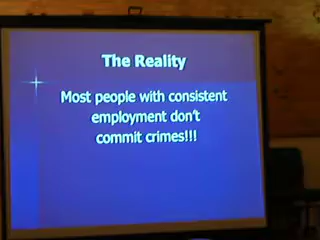 The Reality
Most people with consistent
employment don't
commit crimes!!!